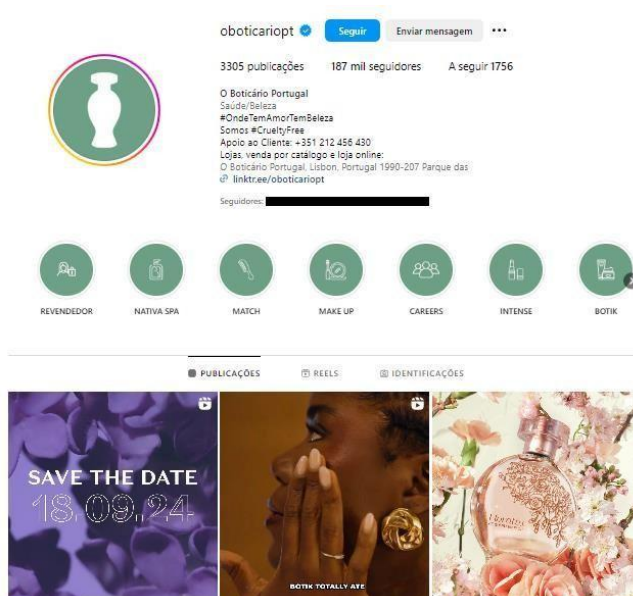 oboticariopt Seguir Enviar mensagem •••
3305 publicações 187 mil seguidores A seguir 1756
O Boticário Portugal
Saúde/Beleza
#OndeTemAmorTemBeleza
Somos #CrueltyFree
Apoio ao Cliente: +351 212 456 430
Lojas, venda por catálogo e loja online:
O Boticário Portugal, Lisbon, Portugal 1990-207 Parque das
linktr.ee/oboticariopt
Seguidores:
REVENDEDOR NATIVA SPA MATCH MAKE UP CAREERS INTENSE BOTIK
PUBLICAÇÕES REELS IDENTIFICAÇÕES
SAVE THE DATE
18.09.24
BOTIK TOTALLY ATE